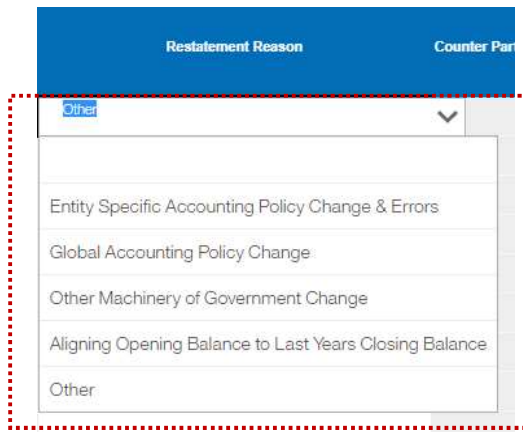 Restatement Reason Counter Part
Other
Entity Specific Accounting Policy Change & Errors
Global Accounting Policy Change
Other Machinery of Government Change
Aligning Opening Balance to Last Years Closing Balance
Other